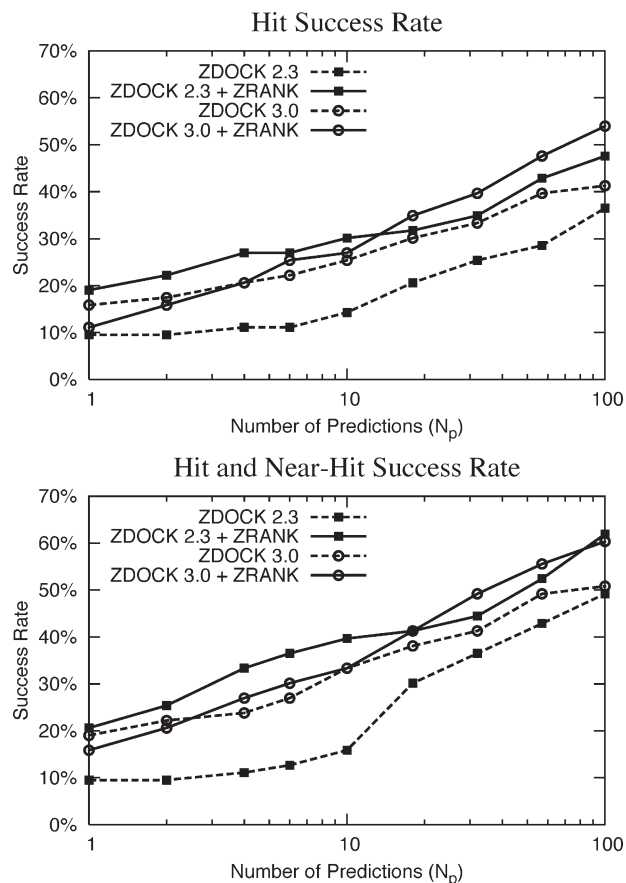 Hit Success Rate
70%
60%
50%
40%
30%
20%
10%
0%
Success Rate
ZDOCK 2.3
ZDOCK 2.3 + ZRANK
ZDOCK 3.0
ZDOCK 3.0 + ZRANK
1
10
100
Number of Predictions (Np)
Hit and Near-Hit Success Rate
70%
60%
50%
40%
30%
20%
10%
0%
Success Rate
ZDOCK 2.3
ZDOCK 2.3 + ZRANK
ZDOCK 3.0
ZDOCK 3.0 + ZRANK
1
10
100
Number of Predictions (Np)